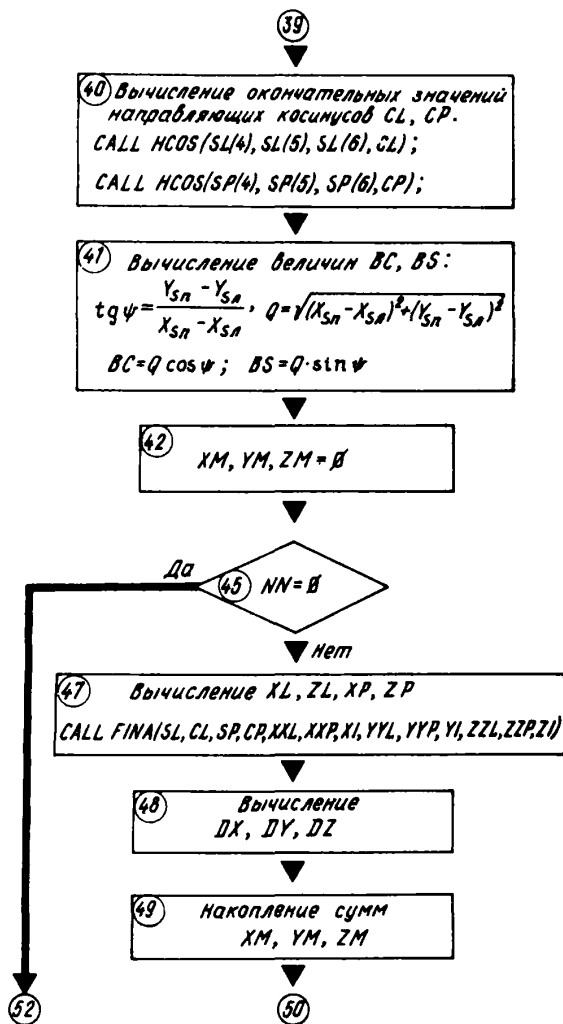 39
40 Вычисление окончательных значений
направляющих косинусов CL, CP.
CALL HCOS(SL(4), SL(5), SL(6), CL);
CALL HCOS(SP(4), SP(5), SP(6), CP);
41 Вычисление величин BC, BS:
tg ψ = (Y_Sп − Y_Sл) / (X_Sп − X_Sл), Q = √((X_Sп − X_Sл)² + (Y_Sп − Y_Sл)²)
BC = Q cos ψ; BS = Q · sin ψ
42
XM, YM, ZM = Ø
Да
45 NN = Ø
Нет
47 Вычисление XL, ZL, XP, ZP
CALL FINA(SL, CL, SP, CP, XXL, XXP, XI, YYL, YYP, YI, ZZL, ZZP, ZI)
48 Вычисление
DX, DY, DZ
49 Накопление сумм
XM, YM, ZM
52 50